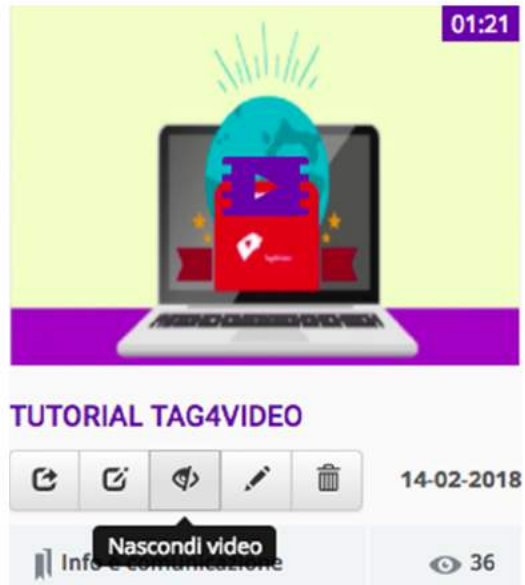 01:21
TUTORIAL TAG4VIDEO
14-02-2018
Nascondi video
Info e comunicazione
36